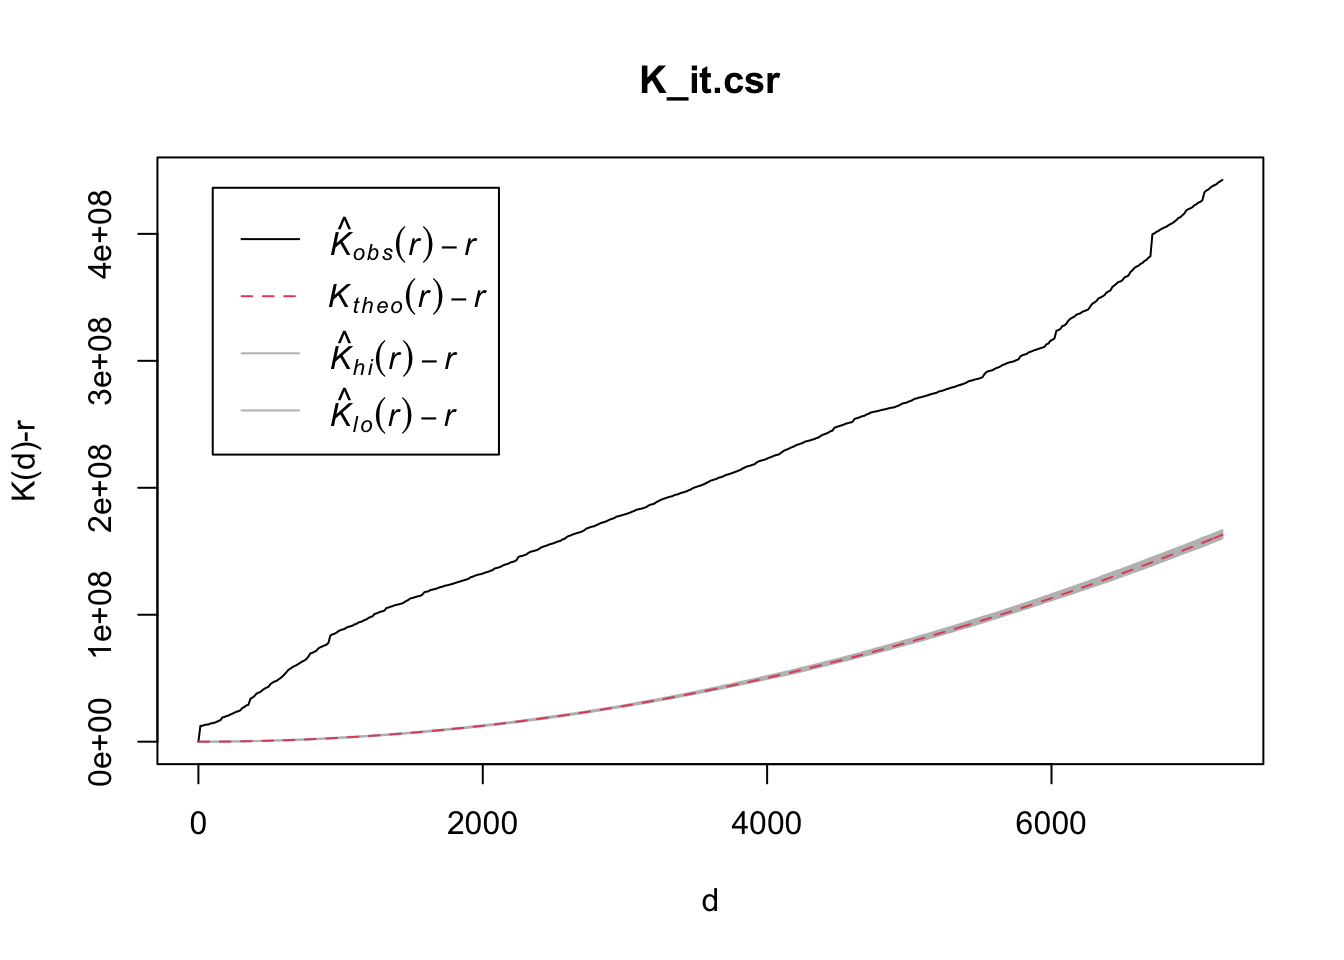 K_it.csr
K̂obs(r) − r
Ktheo(r) − r
K̂hi(r) − r
K̂lo(r) − r
K(d)-r
4e+08
3e+08
2e+08
1e+08
0e+00
0 2000 4000 6000
d